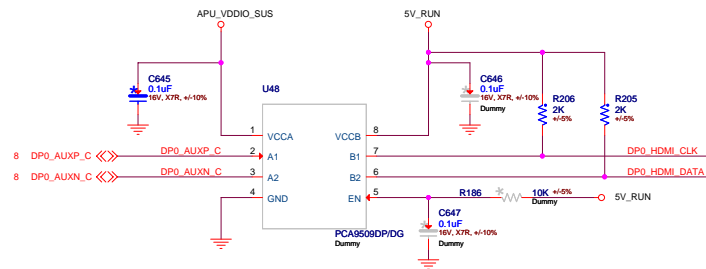 APU_VDDIO_SUS
5V_RUN
C645
0.1uF
16V, X7R, +/-10%
U48
C646
0.1uF
16V, X7R, +/-10%
Dummy
R206
2K
+/-5%
R205
2K
+/-5%
1 VCCA VCCB 8
8 DP0_AUXP_C DP0_AUXP_C 2 A1 B1 7 DP0_HDMI_CLK
8 DP0_AUXN_C DP0_AUXN_C 3 A2 B2 6 DP0_HDMI_DATA
4 GND EN 5 R186 10K +/-5% 5V_RUN
Dummy
C647
0.1uF
16V, X7R, +/-10%
Dummy
PCA9509DP/DG
Dummy